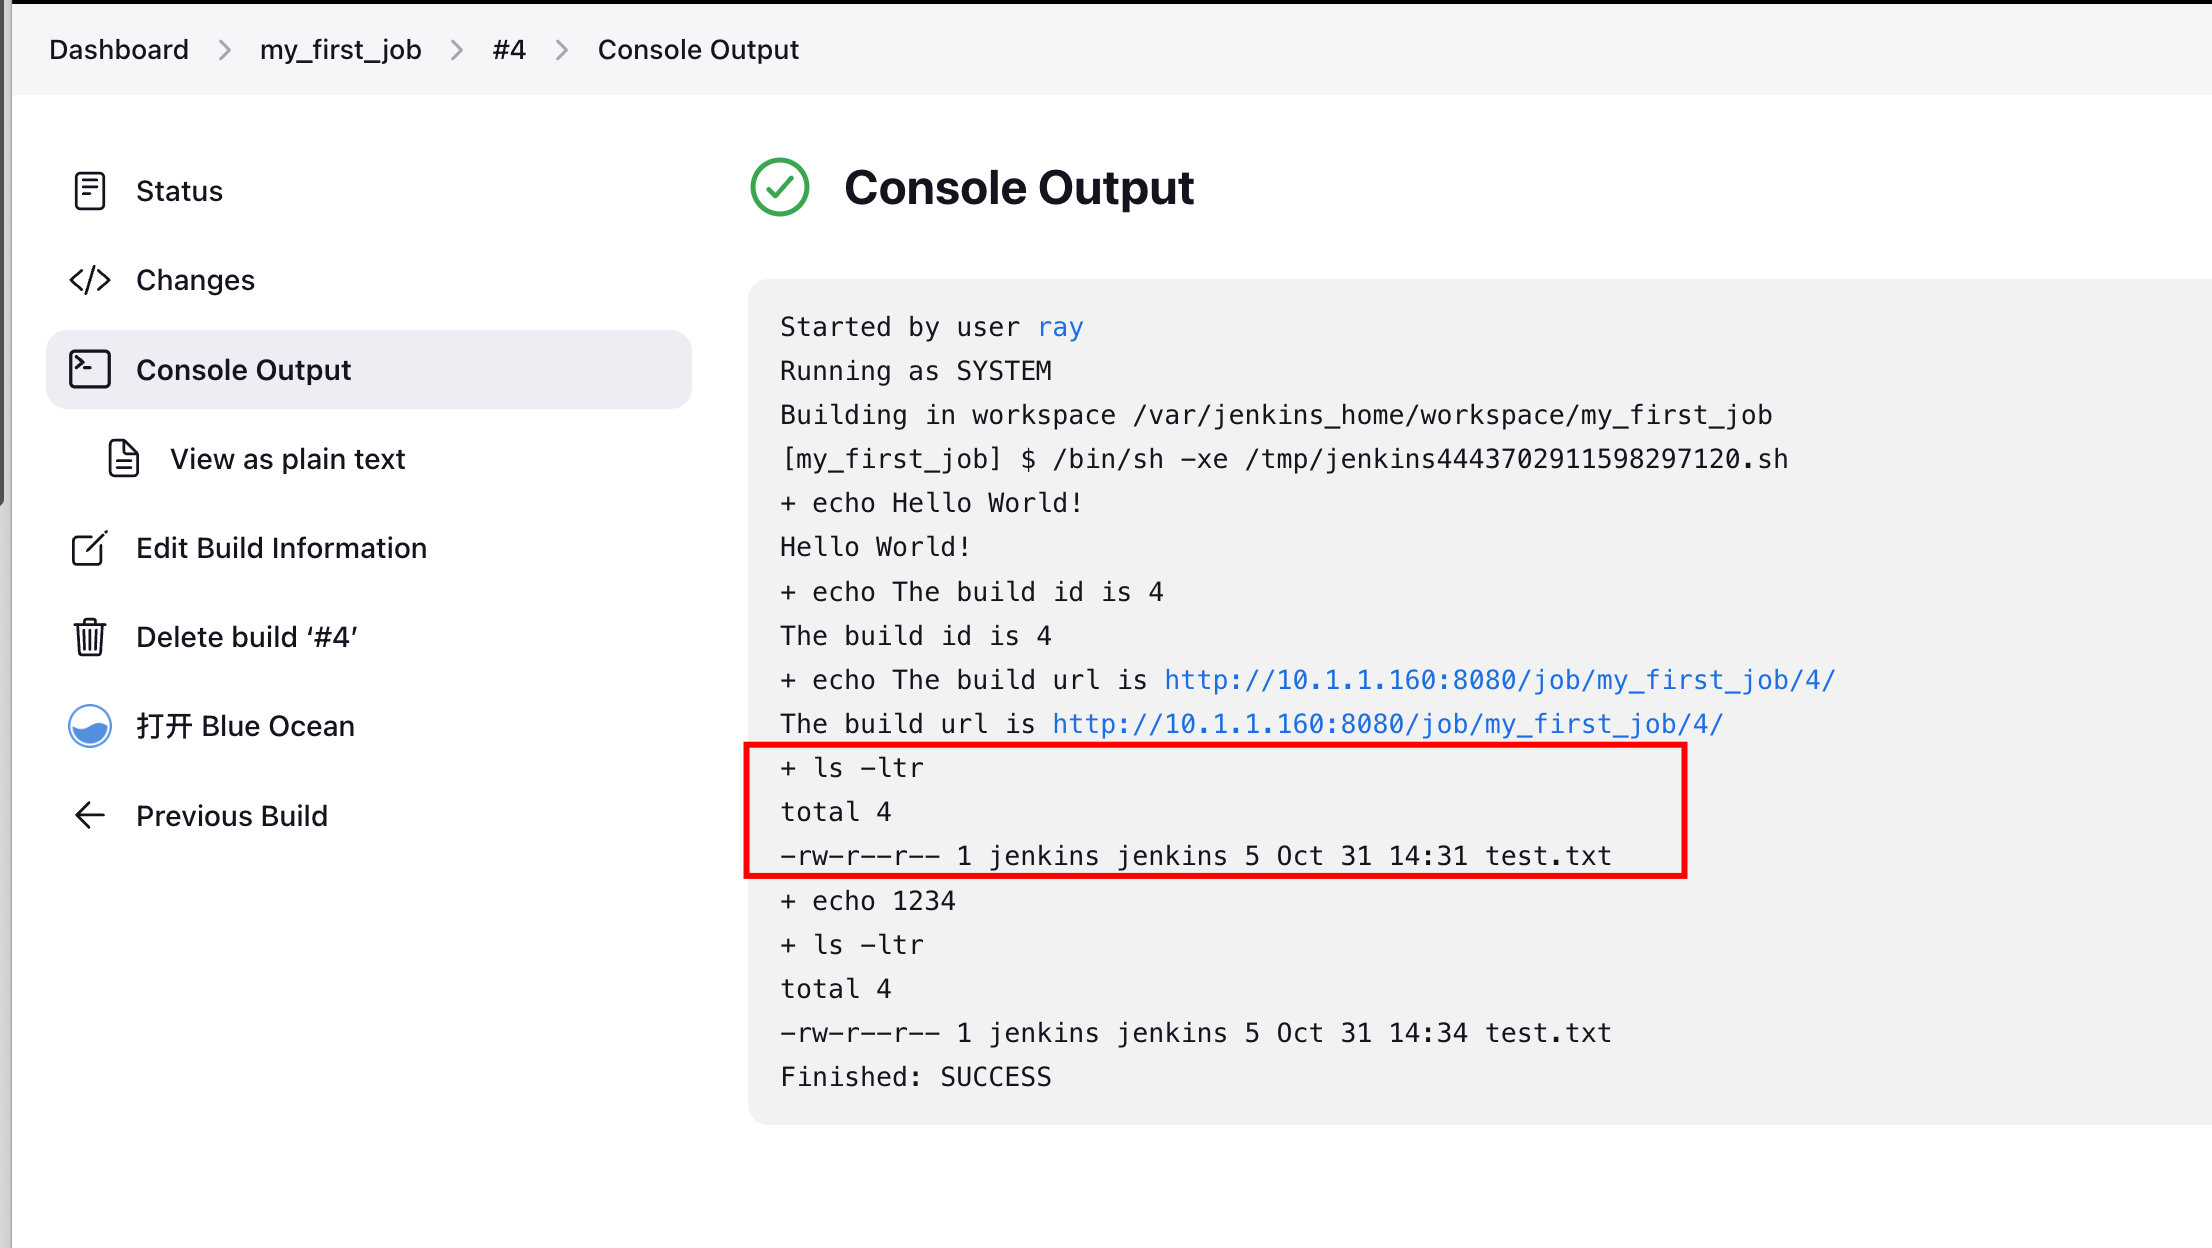 Dashboard > my_first_job > #4 > Console Output
Status
Changes
Console Output
View as plain text
Edit Build Information
Delete build ‘#4’
打开 Blue Ocean
Previous Build
Console Output
Started by user ray
Running as SYSTEM
Building in workspace /var/jenkins_home/workspace/my_first_job
[my_first_job] $ /bin/sh -xe /tmp/jenkins4443702911598297120.sh
+ echo Hello World!
Hello World!
+ echo The build id is 4
The build id is 4
+ echo The build url is http://10.1.1.160:8080/job/my_first_job/4/
The build url is http://10.1.1.160:8080/job/my_first_job/4/
+ ls -ltr
total 4
-rw-r--r-- 1 jenkins jenkins 5 Oct 31 14:31 test.txt
+ echo 1234
+ ls -ltr
total 4
-rw-r--r-- 1 jenkins jenkins 5 Oct 31 14:34 test.txt
Finished: SUCCESS